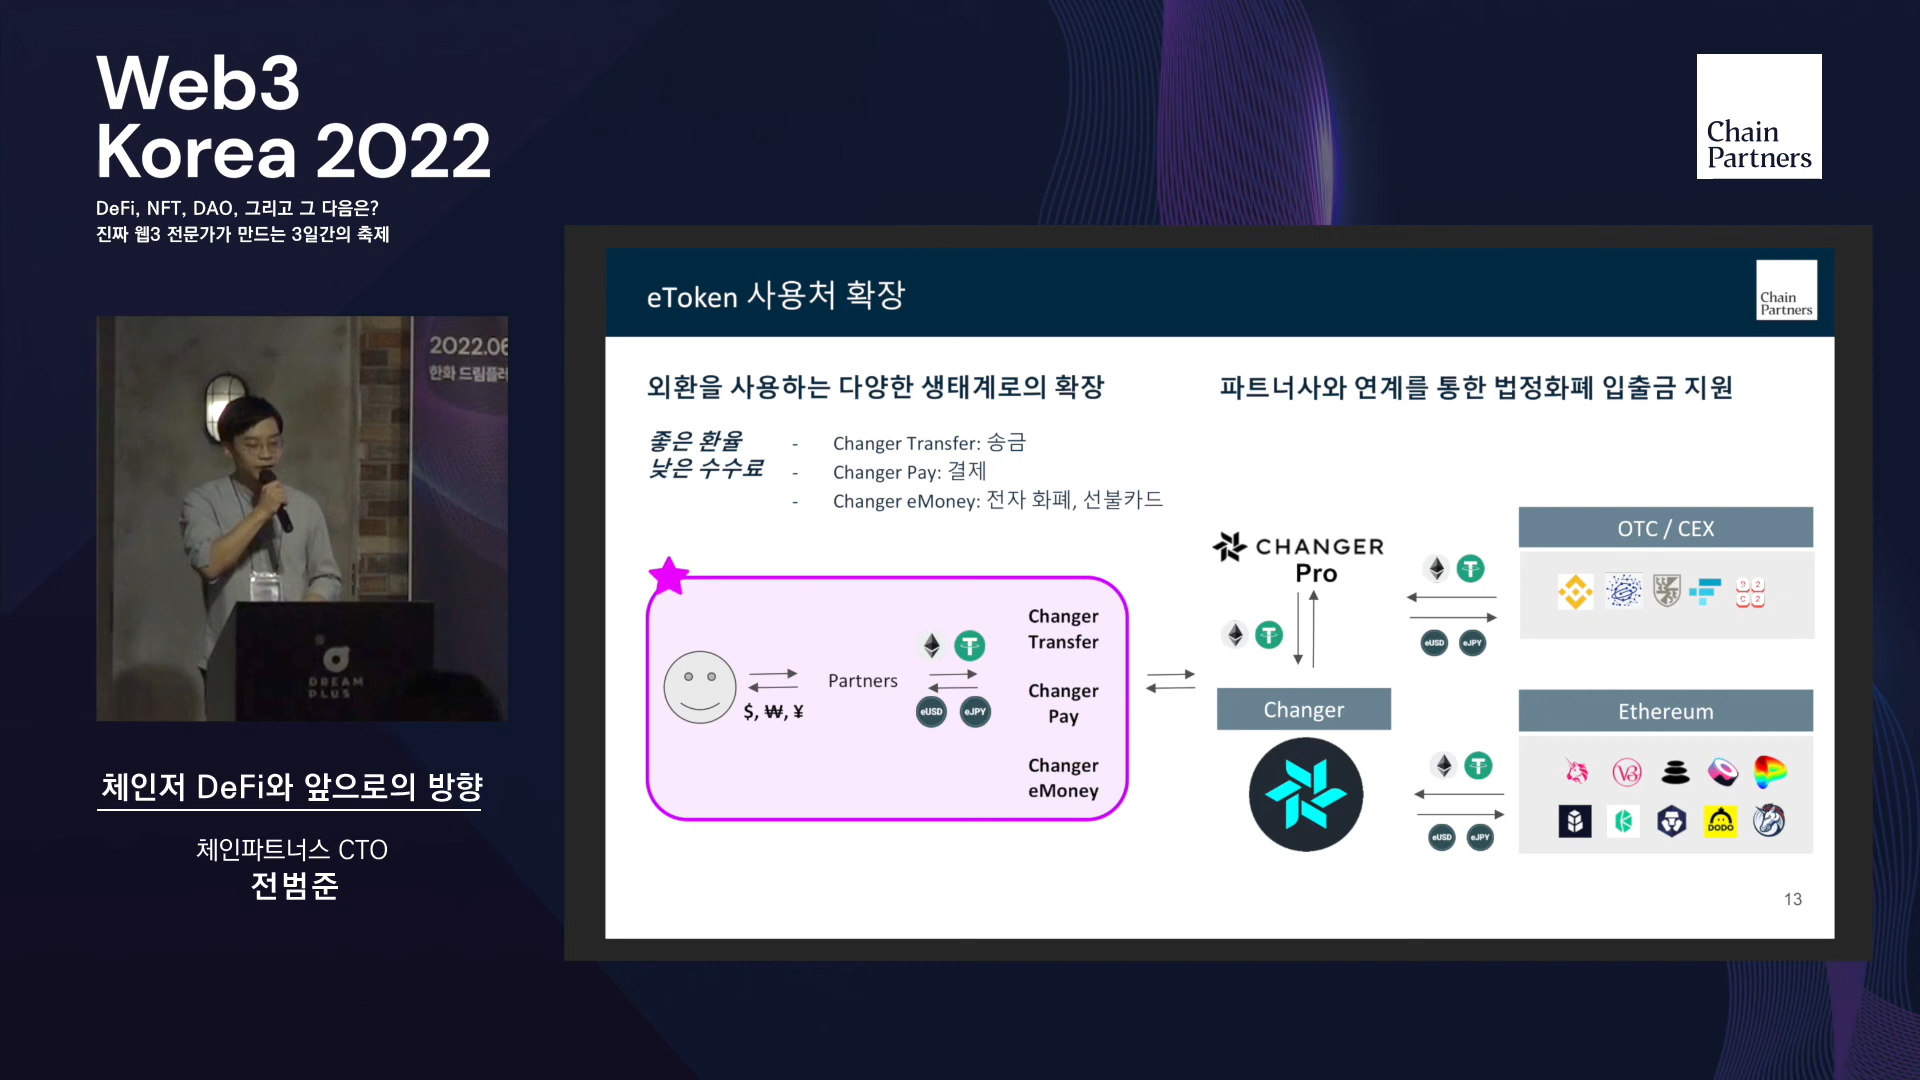 Web3
Korea 2022
DeFi, NFT, DAO, 그리고 그 다음은?
진짜 웹3 전문가가 만드는 3일간의 축제
Chain
Partners
2022.06
한화 드림플러
DREAM
PLUS
체인저 DeFi와 앞으로의 방향
체인파트너스 CTO
전범준
eToken 사용처 확장
Chain
Partners
외환을 사용하는 다양한 생태계로의 확장
좋은 환율
낮은 수수료
- Changer Transfer: 송금
- Changer Pay: 결제
- Changer eMoney: 전자 화폐, 선불카드
$, ₩, ¥
Partners
eUSD eJPY
Changer
Transfer
Changer
Pay
Changer
eMoney
파트너사와 연계를 통한 법정화폐 입출금 지원
CHANGER
Pro
Changer
eUSD eJPY
OTC / CEX
B2
C2
eUSD eJPY
Ethereum
DODO
13